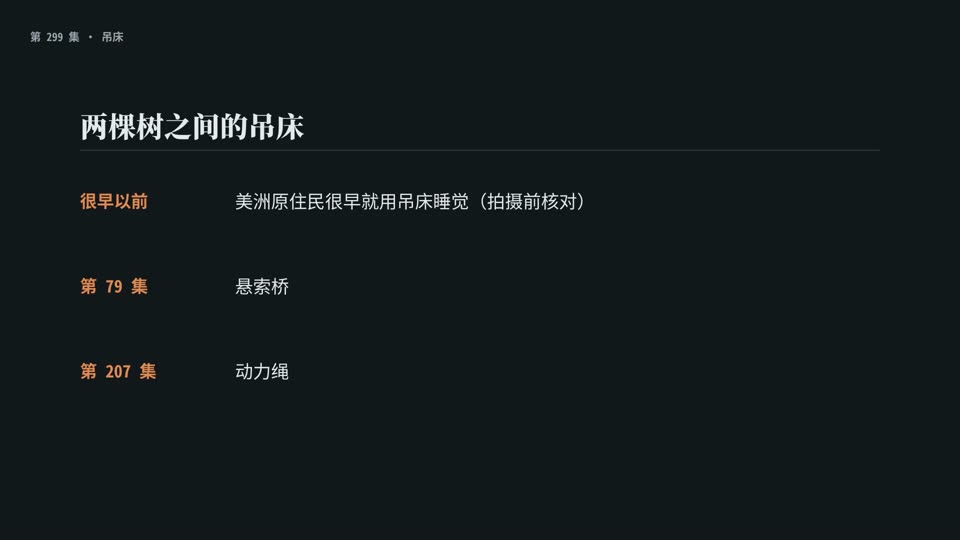 第 299 集 · 吊床
两棵树之间的吊床
很早以前 美洲原住民很早就用吊床睡觉（拍摄前核对）
第 79 集 悬索桥
第 207 集 动力绳